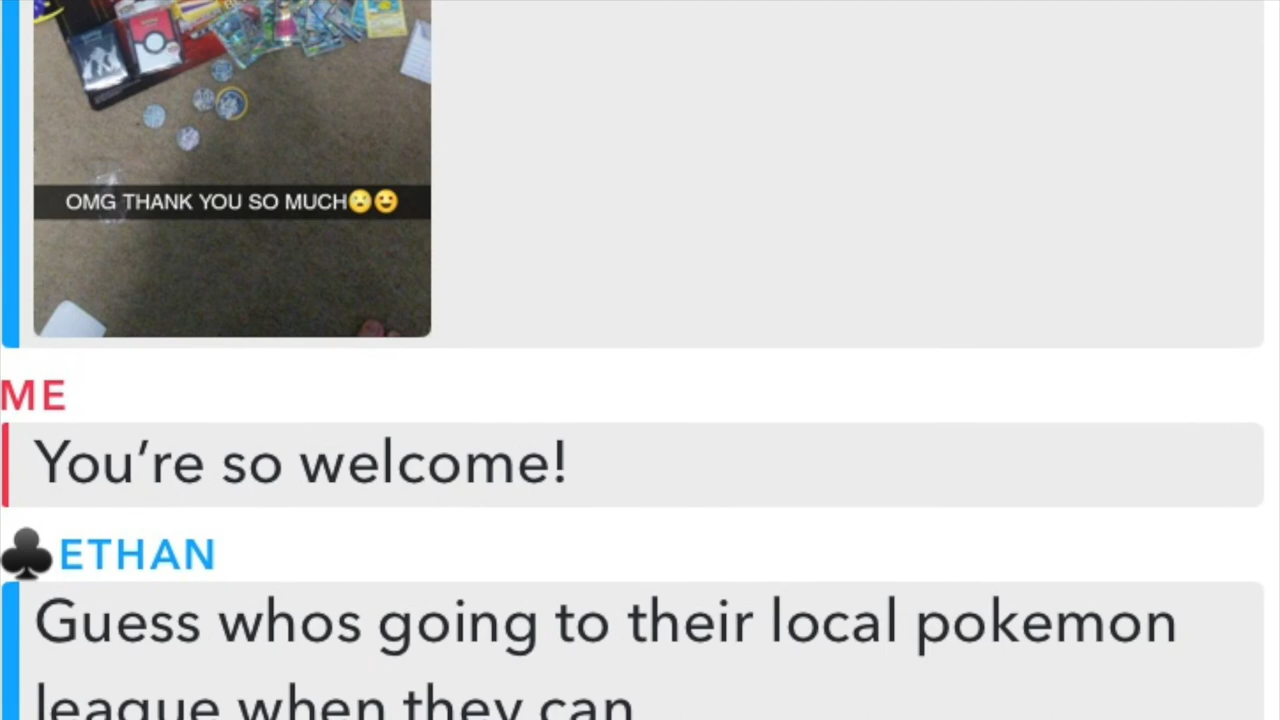 OMG THANK YOU SO MUCH😢😀
ME
You’re so welcome!
♣ETHAN
Guess whos going to their local pokemon
league when they can